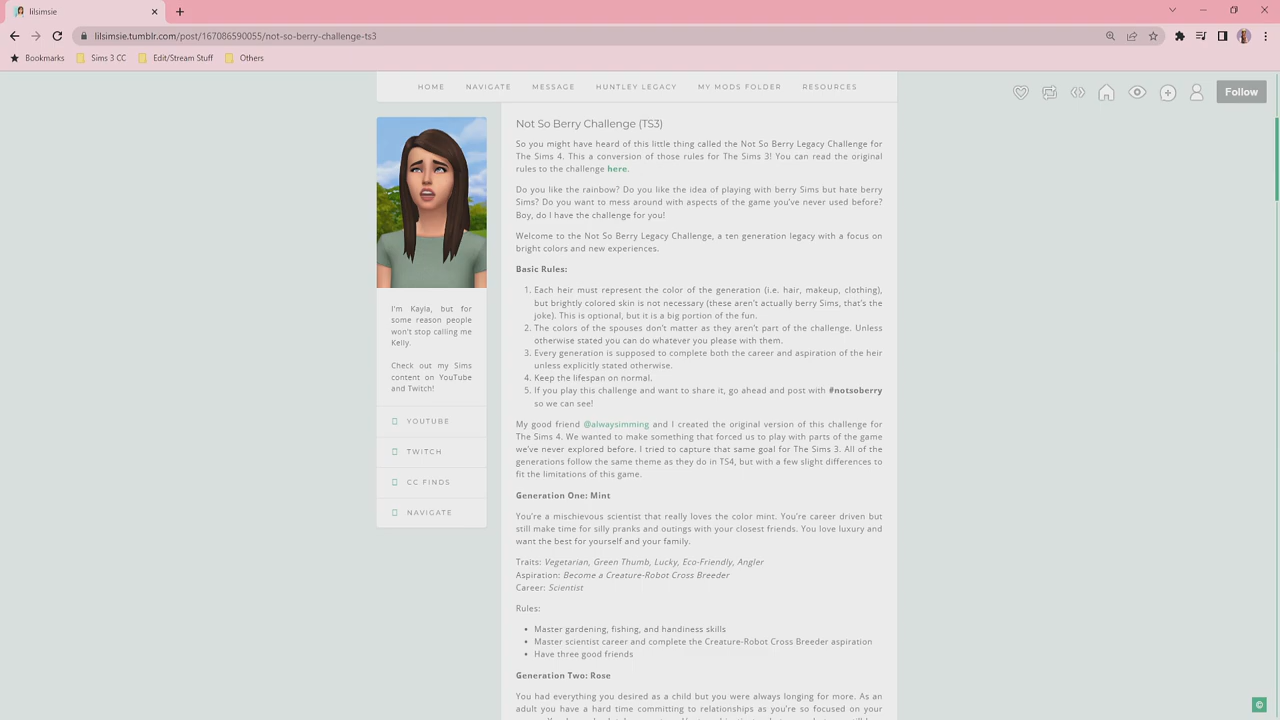 lilsimsie
lilsimsie.tumblr.com/post/167086590055/not-so-berry-challenge-ts3
Bookmarks
Sims 3 CC
Edit/Stream Stuff
Others
HOME
NAVIGATE
MESSAGE
HUNTLEY LEGACY
MY MODS FOLDER
RESOURCES
Follow
I'm Kayla, but for
some reason people
won't stop calling me
Kelly.
Check out my Sims
content on YouTube
and Twitch!
YOUTUBE
TWITCH
CC FINDS
NAVIGATE
Not So Berry Challenge (TS3)
So you might have heard of this little thing called the Not So Berry Legacy Challenge for
The Sims 4. This a conversion of those rules for The Sims 3! You can read the original
rules to the challenge here.
Do you like the rainbow? Do you like the idea of playing with berry Sims but hate berry
Sims? Do you want to mess around with aspects of the game you've never used before?
Boy, do I have the challenge for you!
Welcome to the Not So Berry Legacy Challenge, a ten generation legacy with a focus on
bright colors and new experiences.
Basic Rules:
1. Each heir must represent the color of the generation (i.e. hair, makeup, clothing),
but brightly colored skin is not necessary (these aren't actually berry Sims, that's the
joke). This is optional, but it is a big portion of the fun.
2. The colors of the spouses don't matter as they aren't part of the challenge. Unless
otherwise stated you can do whatever you please with them.
3. Every generation is supposed to complete both the career and aspiration of the heir
unless explicitly stated otherwise.
4. Keep the lifespan on normal.
5. If you play this challenge and want to share it, go ahead and post with #notsoberry
so we can see!
My good friend @alwaysimming and I created the original version of this challenge for
The Sims 4. We wanted to make something that forced us to play with parts of the game
we've never explored before. I tried to capture that same goal for The Sims 3. All of the
generations follow the same theme as they do in TS4, but with a few slight differences to
fit the limitations of this game.
Generation One: Mint
You're a mischievous scientist that really loves the color mint. You're career driven but
still make time for silly pranks and outings with your closest friends. You love luxury and
want the best for yourself and your family.
Traits: Vegetarian, Green Thumb, Lucky, Eco-Friendly, Angler
Aspiration: Become a Creature-Robot Cross Breeder
Career: Scientist
Rules:
• Master gardening, fishing, and handiness skills
• Master scientist career and complete the Creature-Robot Cross Breeder aspiration
• Have three good friends
Generation Two: Rose
You had everything you desired as a child but you were always longing for more. As an
adult you have a hard time committing to relationships as you're so focused on your
©